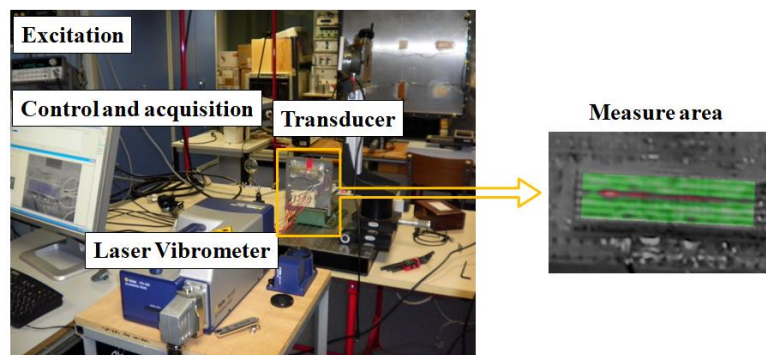 Excitation
Control and acquisition
Transducer
Measure area
Laser Vibrometer